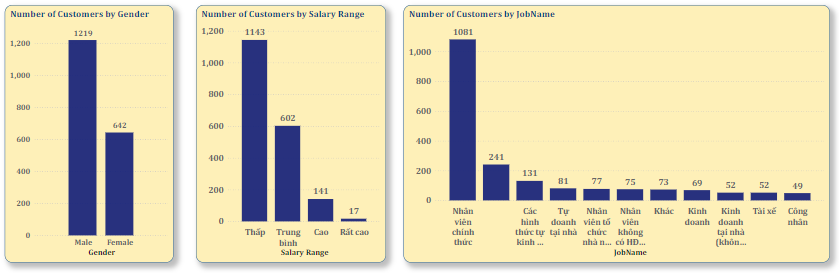 Number of Customers by Gender
1,200
1,000
800
600
400
200
0
1219
642
Male
Female
Gender
Number of Customers by Salary Range
1,200
1,000
800
600
400
200
0
1143
602
141
17
Thấp
Trung
bình
Cao
Rất cao
Salary Range
Number of Customers by JobName
1,000
800
600
400
200
0
1081
241
131
81
77
75
73
69
52
52
49
Nhân
viên
chính
thức
Các
hình
thức tự
kinh ...
Tự
doanh
tại nhà
Nhân
viên tổ
chức
nhà n...
Nhân
viên
không
có HĐ...
Khác
Kinh
doanh
Kinh
doanh
tại nhà
(khôn...
Tài xế
Công
nhân
JobName